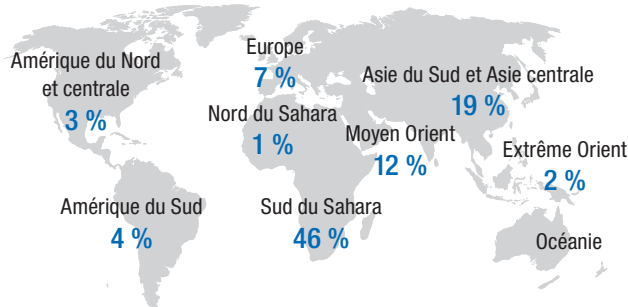 Amérique du Nord
et centrale
3 %
Europe
7 %
Asie du Sud et Asie centrale
19 %
Nord du Sahara
1 %
Moyen Orient
12 %
Extrême Orient
2 %
Amérique du Sud
4 %
Sud du Sahara
46 %
Océanie